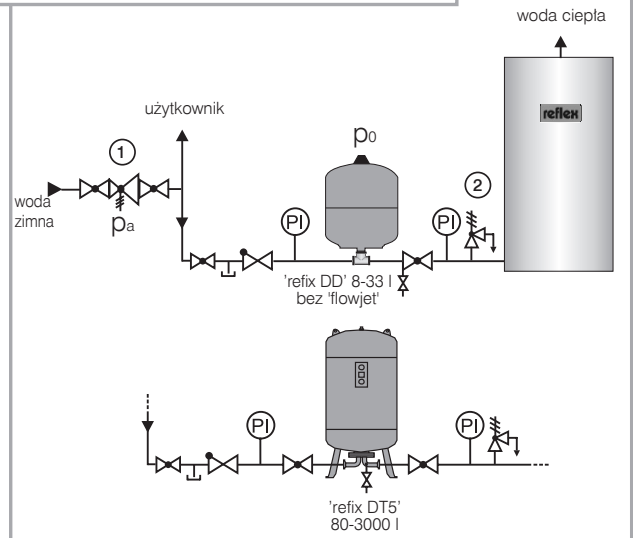 woda ciepła
reflex
użytkownik
p0
1
2
woda
zimna
pa
PI
PI
'refix DD' 8-33 l
bez 'flowjet'
PI
PI
'refix DT5'
80-3000 l